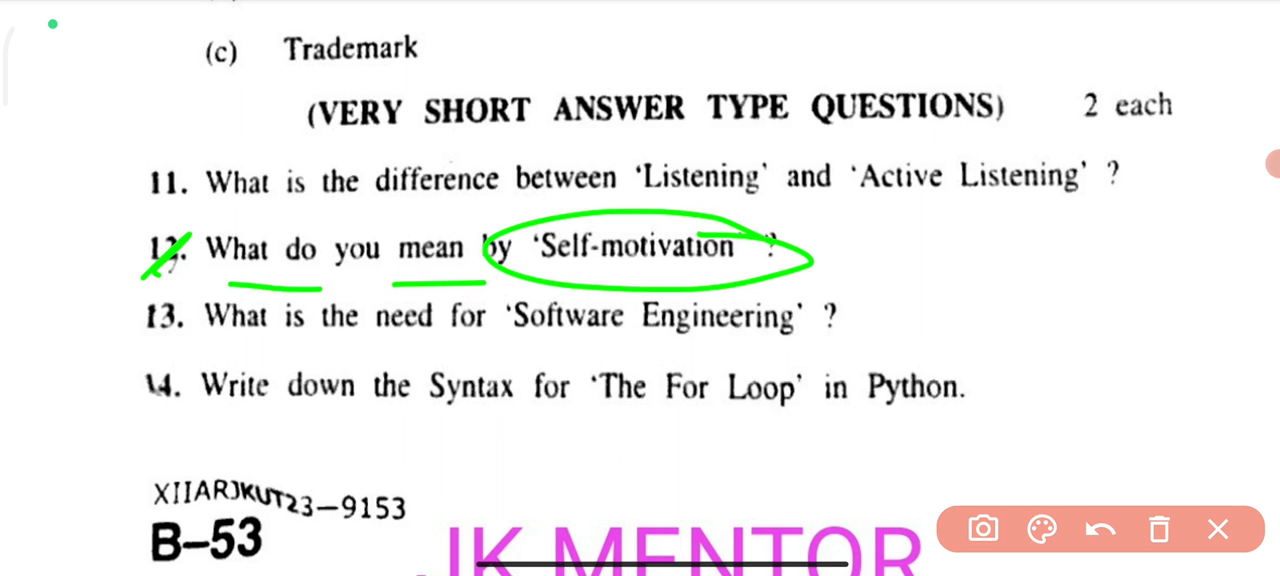 (c) Trademark
(VERY SHORT ANSWER TYPE QUESTIONS) 2 each
11. What is the difference between ‘Listening’ and ‘Active Listening’ ?
12. What do you mean by ‘Self-motivation’ ?
13. What is the need for ‘Software Engineering’ ?
14. Write down the Syntax for ‘The For Loop’ in Python.
XIIARJKUT23–9153
B–53
JK MENTOR